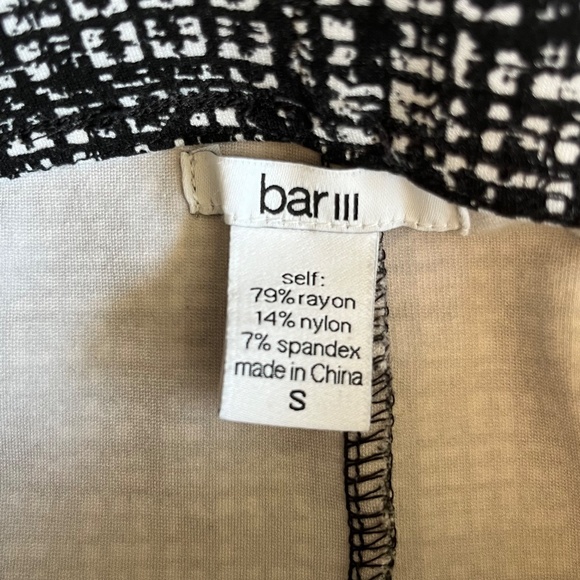 bar III
self:
79% rayon
14% nylon
7% spandex
made in China
S